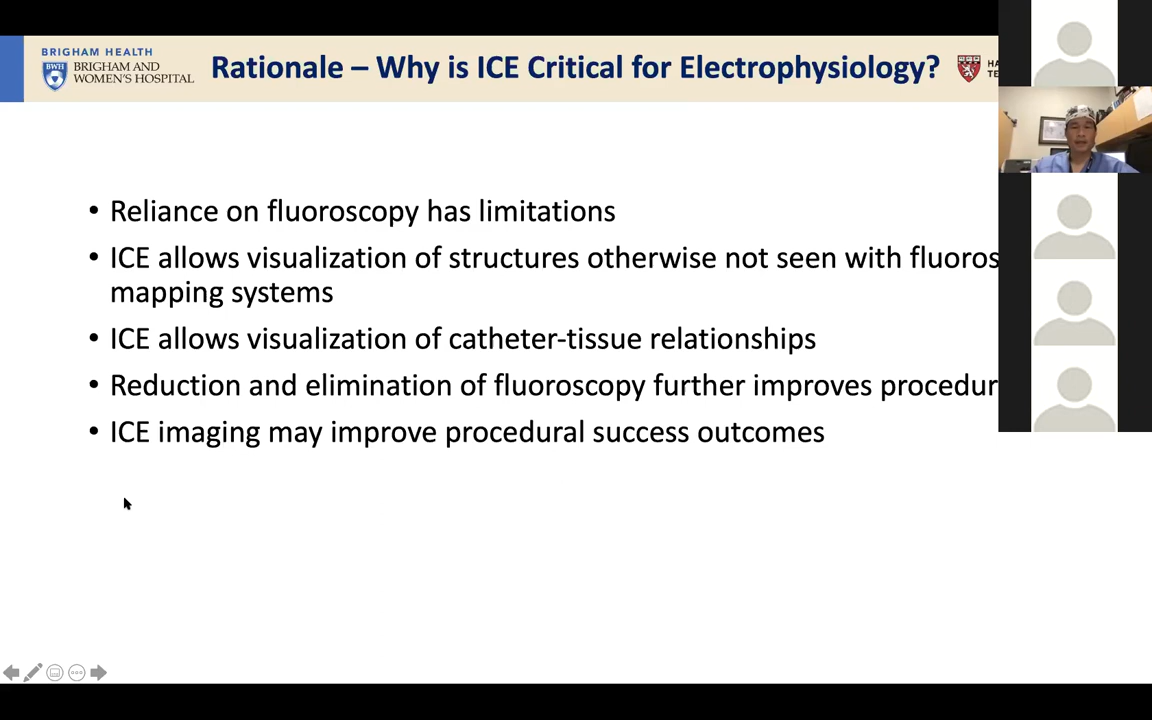 BRIGHAM HEALTH
BWH
BRIGHAM AND
WOMEN'S HOSPITAL
Rationale – Why is ICE Critical for Electrophysiology?
• Reliance on fluoroscopy has limitations
• ICE allows visualization of structures otherwise not seen with fluoros
mapping systems
• ICE allows visualization of catheter-tissue relationships
• Reduction and elimination of fluoroscopy further improves procedur
• ICE imaging may improve procedural success outcomes